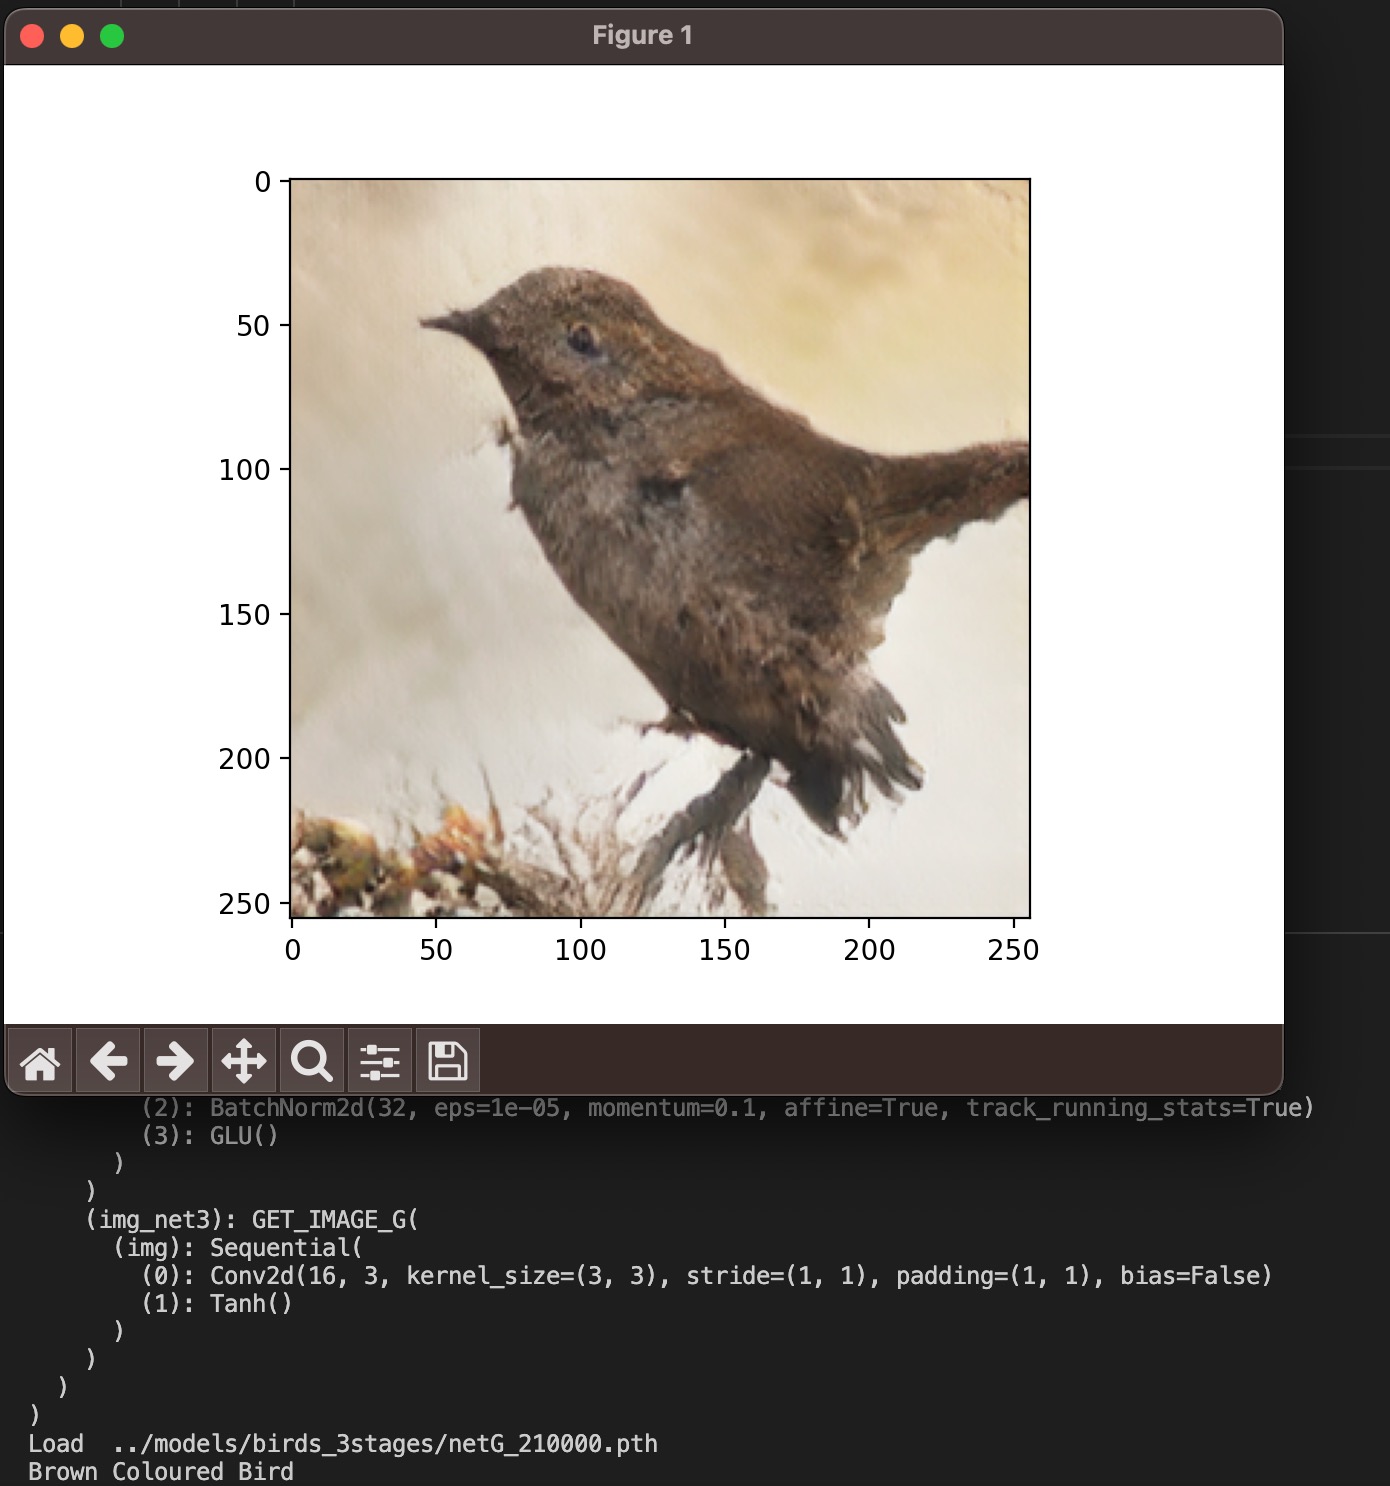 Figure 1
0
50
100
150
200
250
0 50 100 150 200 250
(2): BatchNorm2d(32, eps=1e-05, momentum=0.1, affine=True, track_running_stats=True)
(3): GLU()
)
)
(img_net3): GET_IMAGE_G(
(img): Sequential(
(0): Conv2d(16, 3, kernel_size=(3, 3), stride=(1, 1), padding=(1, 1), bias=False)
(1): Tanh()
)
)
)
)
Load  ../models/birds_3stages/netG_210000.pth
Brown Coloured Bird